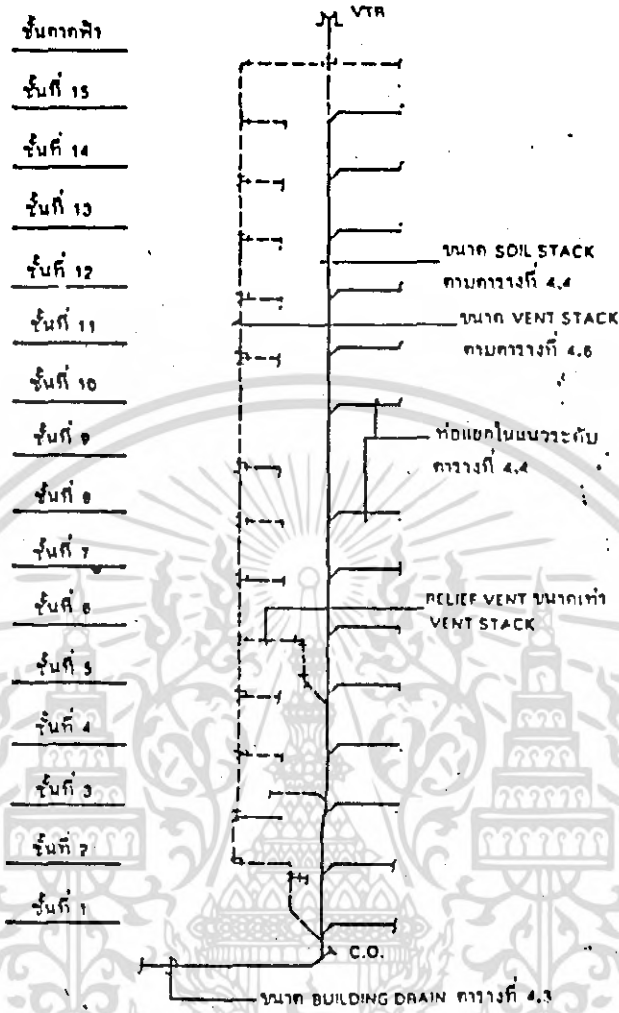 VTR
ชั้นดาดฟ้า
ชั้นที่ 15
ชั้นที่ 14
ชั้นที่ 13
ชั้นที่ 12
ชั้นที่ 11
ชั้นที่ 10
ชั้นที่ 9
ชั้นที่ 8
ชั้นที่ 7
ชั้นที่ 6
ชั้นที่ 5
ชั้นที่ 4
ชั้นที่ 3
ชั้นที่ 2
ชั้นที่ 1
ขนาด SOIL STACK
ตามตารางที่ 4.4
ขนาด VENT STACK
ตามตารางที่ 4.6
ท่อแยกในแนวระดับ
ตารางที่ 4.4
RELIEF VENT ขนาดเท่า
VENT STACK
C.O.
ขนาด BUILDING DRAIN ตารางที่ 4.3